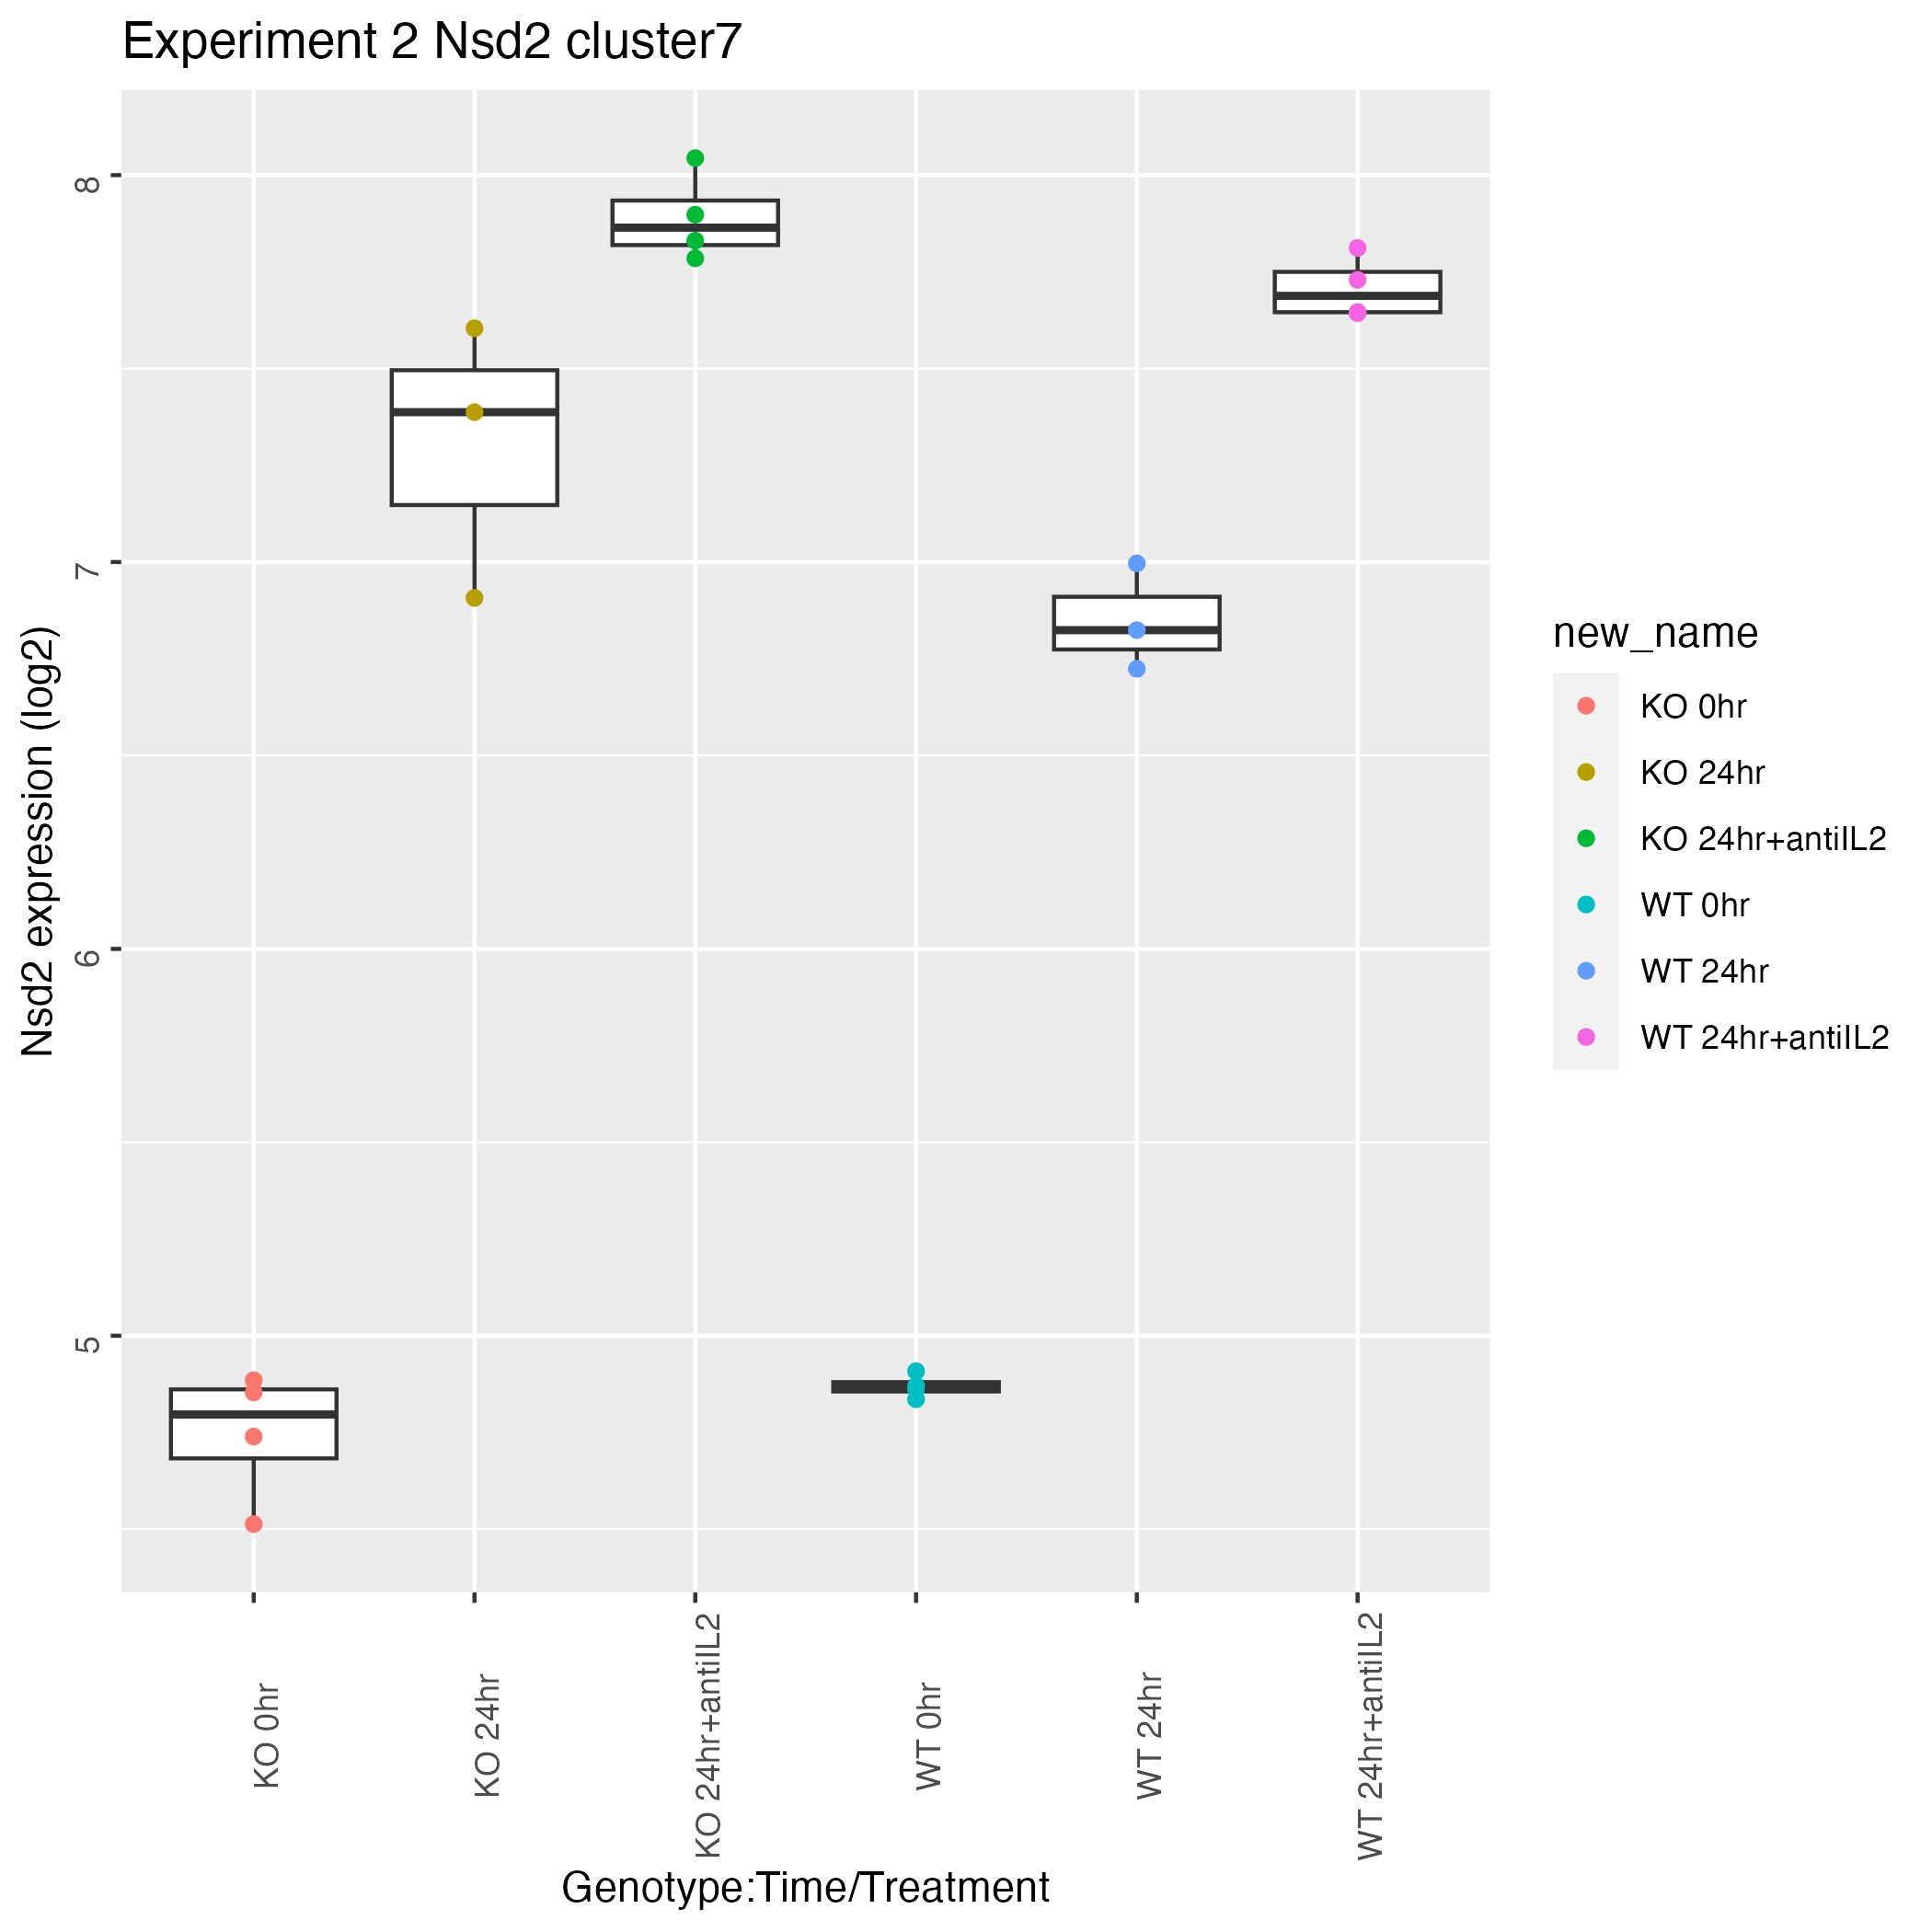 Experiment 2 Nsd2 cluster7
Nsd2 expression (log2)
8
7
6
5
KO 0hr
KO 24hr
KO 24hr+antiIL2
WT 0hr
WT 24hr
WT 24hr+antiIL2
Genotype:Time/Treatment
new_name
KO 0hr
KO 24hr
KO 24hr+antiIL2
WT 0hr
WT 24hr
WT 24hr+antiIL2